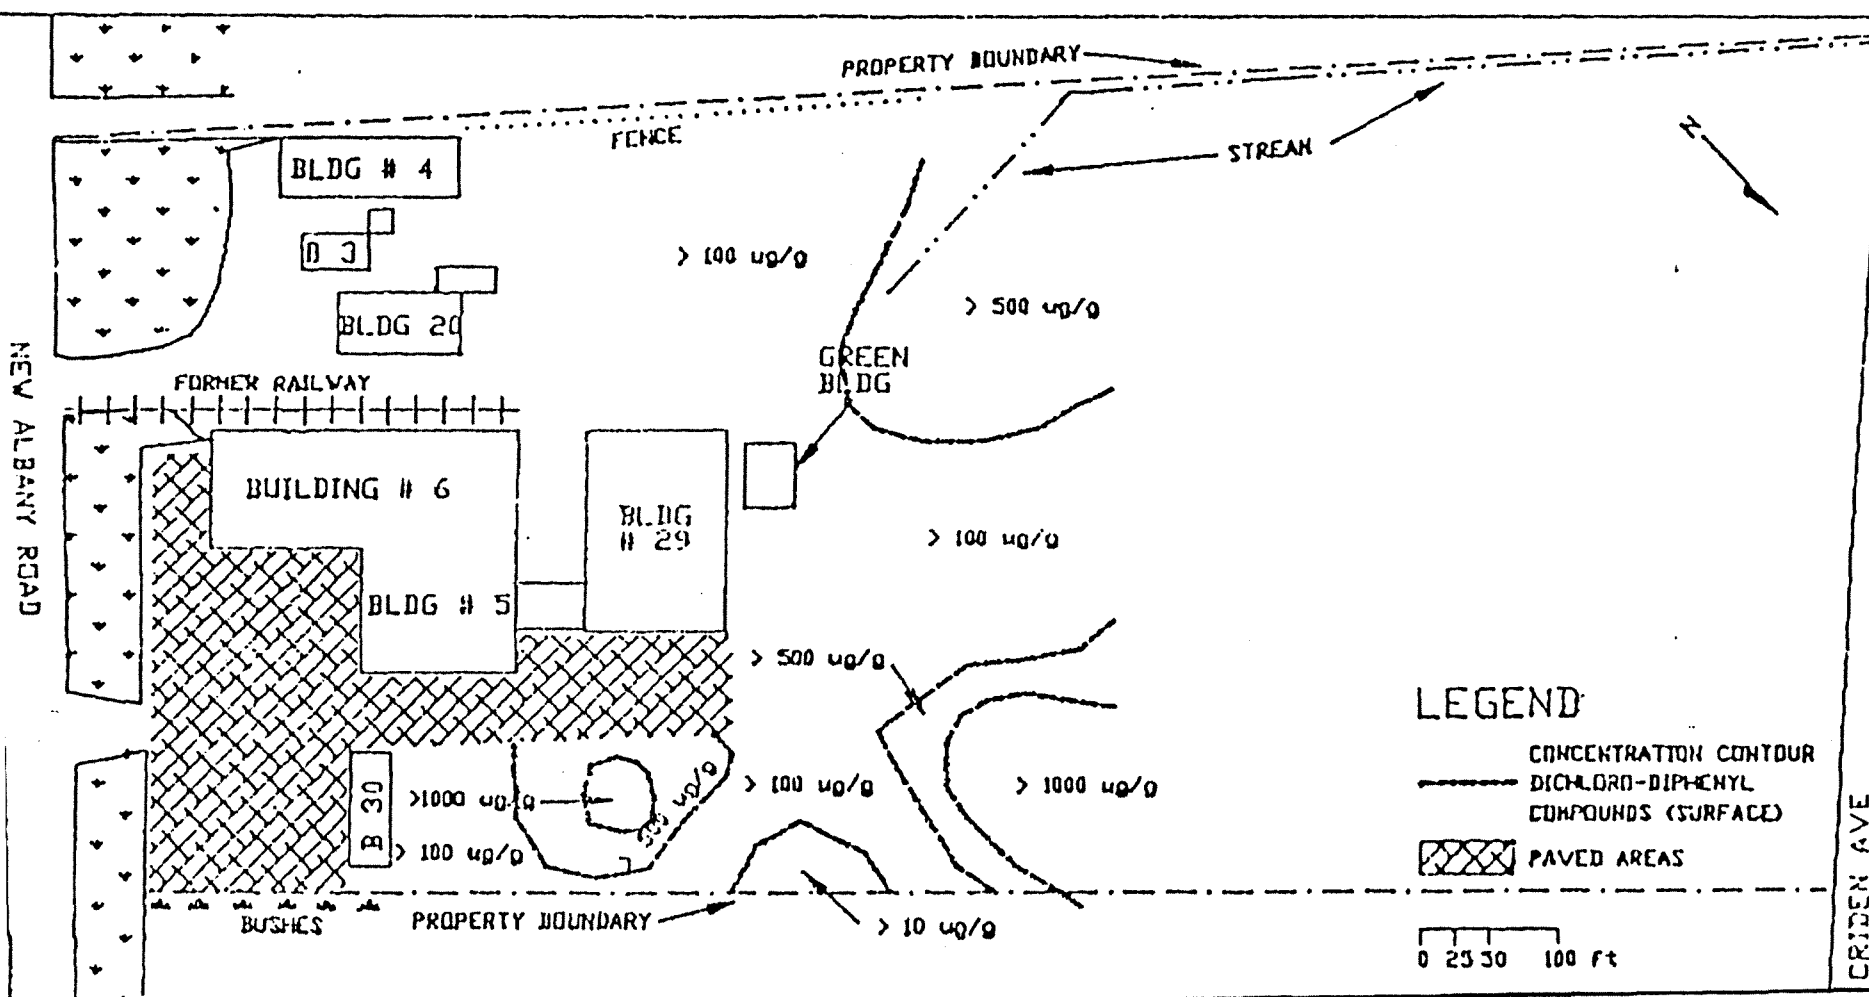 PROPERTY BOUNDARY
FENCE
STREAM
N
BLDG # 4
B 3
BLDG 20
> 100 ug/g
> 500 ug/g
GREEN
BLDG
FORMER RAILWAY
NEW ALBANY ROAD
BUILDING # 6
BLDG
# 29
> 100 ug/g
BLDG # 5
> 500 ug/g
LEGEND
CONCENTRATION CONTOUR
DICHLORO-DIPHENYL
COMPOUNDS (SURFACE)
PAVED AREAS
B 30
>1000 ug/g
> 500 ug/g
> 100 ug/g
> 1000 ug/g
> 100 ug/g
BUSHES
PROPERTY BOUNDARY
> 10 ug/g
0 25 50 100 ft
CRIDER AVE